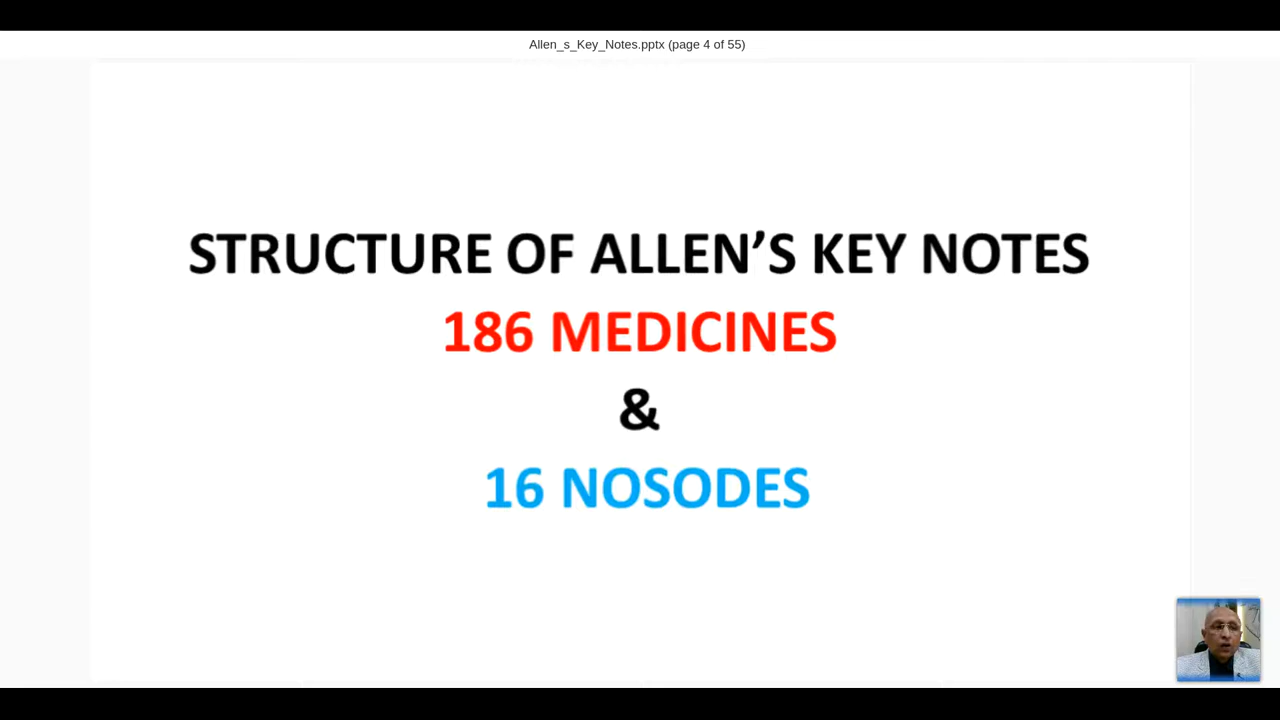 Allen_s_Key_Notes.pptx (page 4 of 55)
STRUCTURE OF ALLEN’S KEY NOTES
186 MEDICINES
&
16 NOSODES